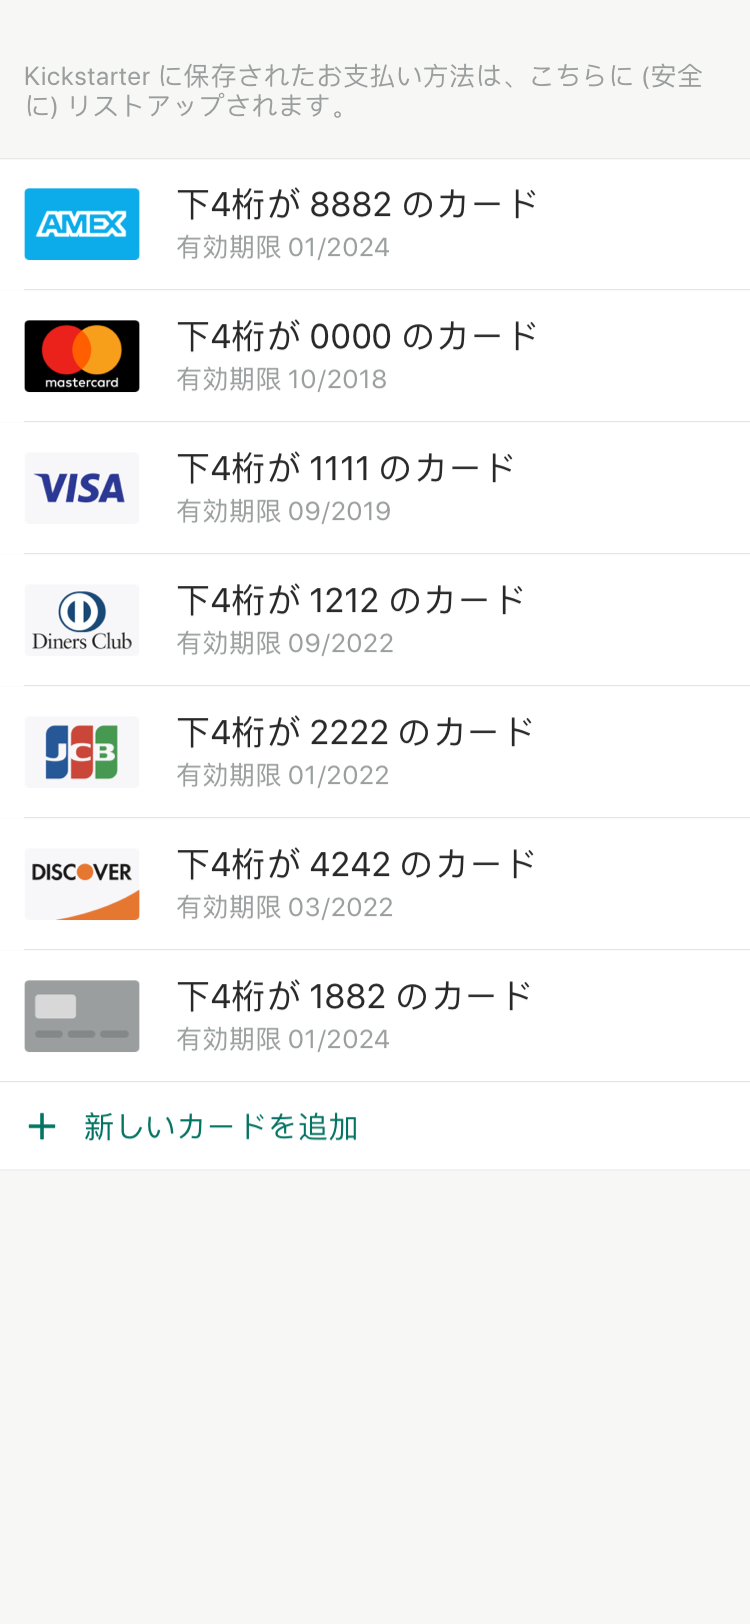 Kickstarter に保存されたお支払い方法は、こちらに (安全
に) リストアップされます。
AMEX
下4桁が 8882 のカード
有効期限 01/2024
mastercard
下4桁が 0000 のカード
有効期限 10/2018
VISA
下4桁が 1111 のカード
有効期限 09/2019
Diners Club
下4桁が 1212 のカード
有効期限 09/2022
JCB
下4桁が 2222 のカード
有効期限 01/2022
DISCOVER
下4桁が 4242 のカード
有効期限 03/2022
下4桁が 1882 のカード
有効期限 01/2024
+ 新しいカードを追加